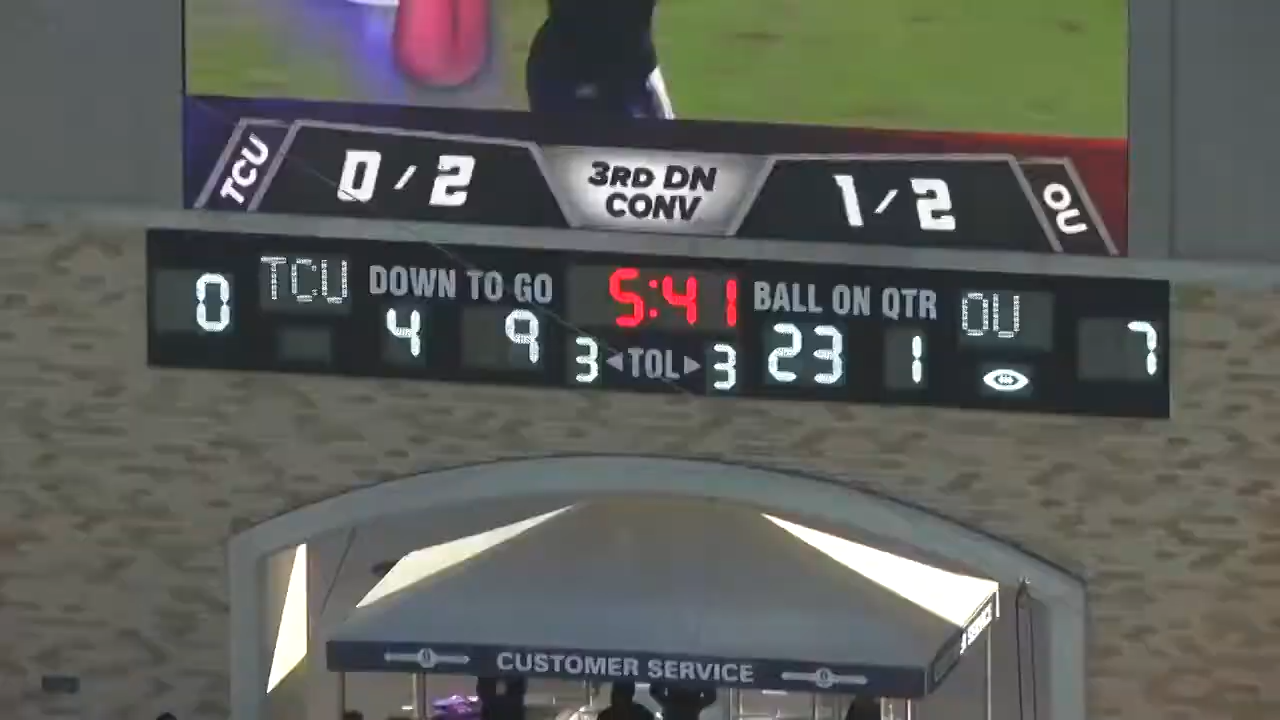 TCU 0/2 3RD DN CONV 1/2 OU
TCU DOWN TO GO 5:41 BALL ON QTR OU
0 4 9 3 ◄TOL► 3 23 1 7
CUSTOMER SERVICE